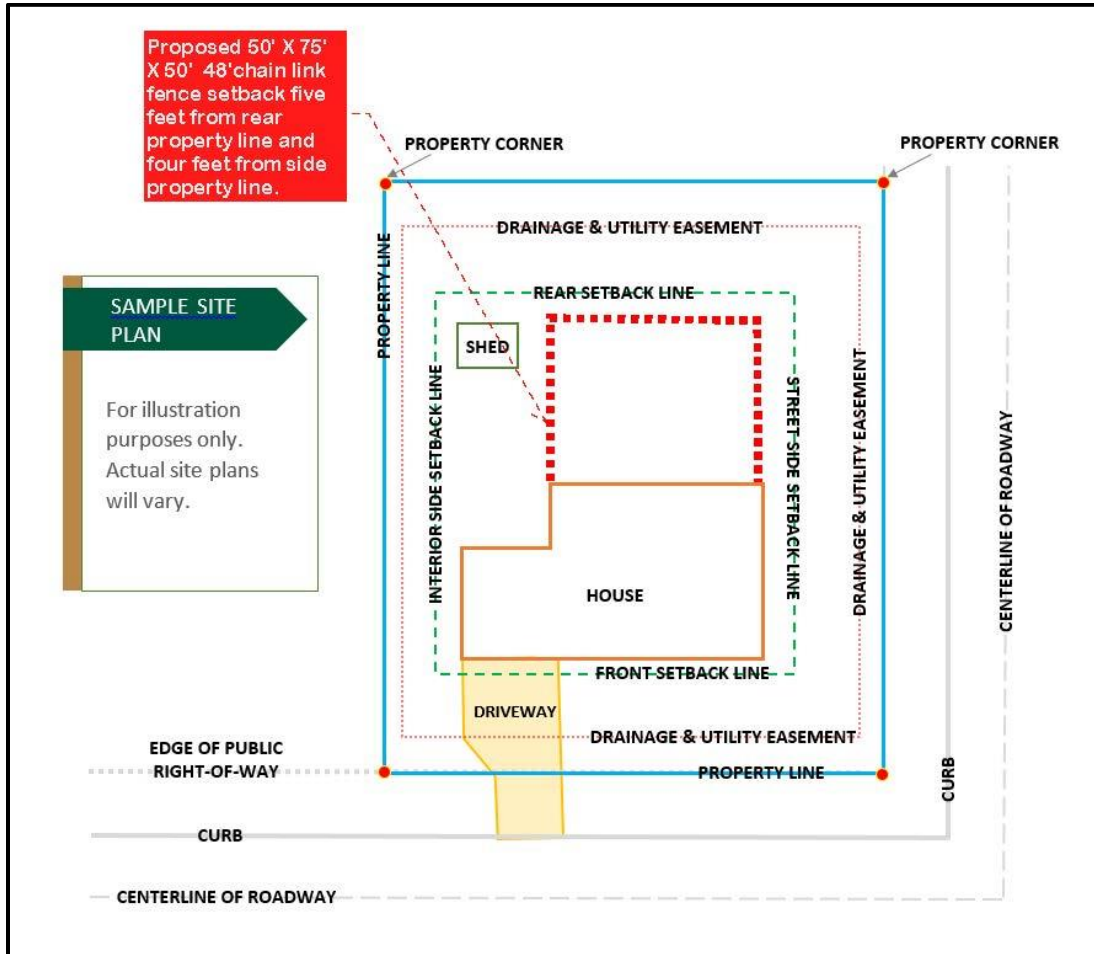 Proposed 50' X 75'
X 50'  48'chain link
fence setback five
feet from rear
property line and
four feet from side
property line.
PROPERTY CORNER
PROPERTY CORNER
DRAINAGE & UTILITY EASEMENT
PROPERTY LINE
REAR SETBACK LINE
SAMPLE SITE
PLAN
SHED
For illustration
purposes only.
Actual site plans
will vary.
INTERIOR SIDE SETBACK LINE
STREET SIDE SETBACK LINE
DRAINAGE & UTILITY EASEMENT
CENTERLINE OF ROADWAY
HOUSE
FRONT SETBACK LINE
DRIVEWAY
DRAINAGE & UTILITY EASEMENT
EDGE OF PUBLIC
RIGHT-OF-WAY
PROPERTY LINE
CURB
CURB
CENTERLINE OF ROADWAY